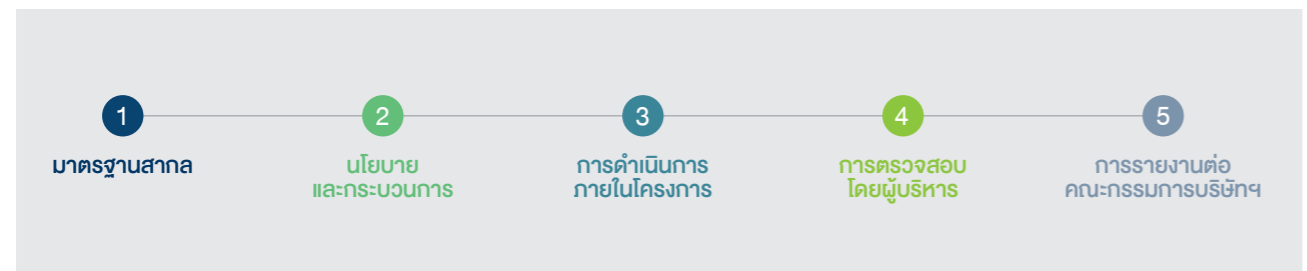 1
มาตรฐานสากล
2
นโยบาย
และกระบวนการ
3
การดำเนินการ
ภายในโครงการ
4
การตรวจสอบ
โดยผู้บริหาร
5
การรายงานต่อ
คณะกรรมการบริษัทฯ